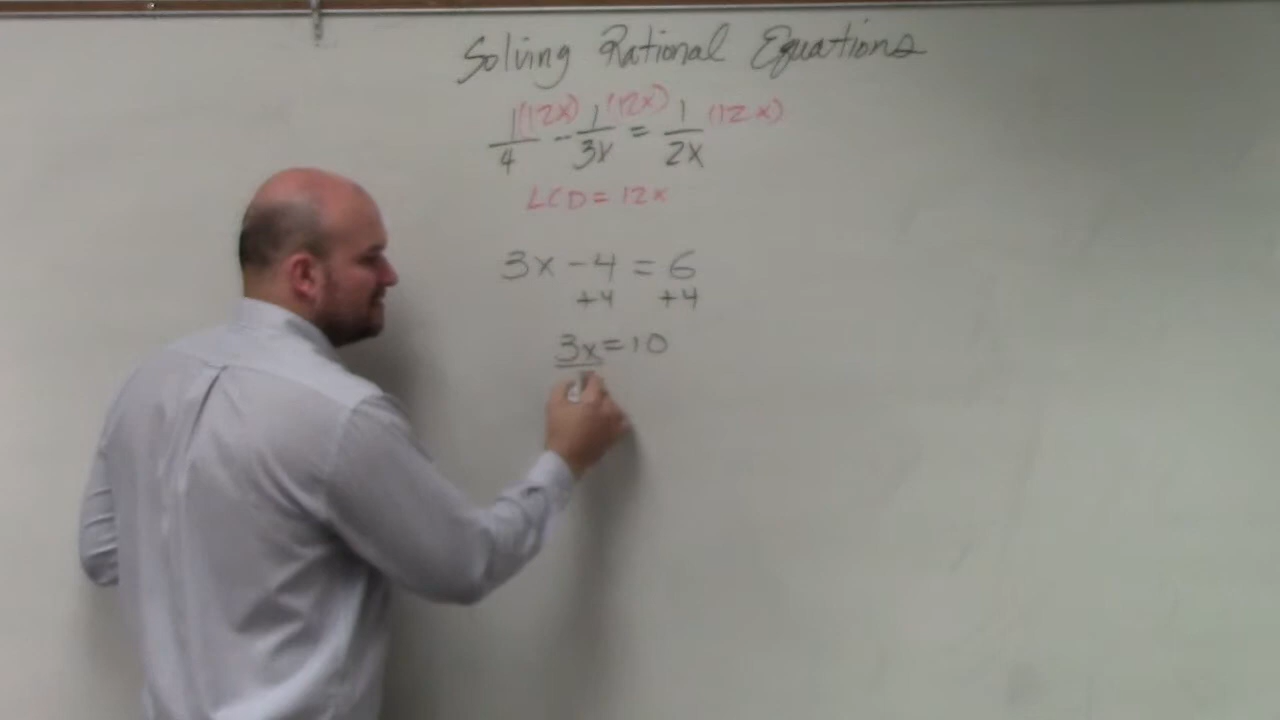 Solving Rational Equations
1(12x) 1(12x) 1(12x)
— - — = —
4 3x 2x
LCD = 12x
3x - 4 = 6
+4 +4
3x = 10